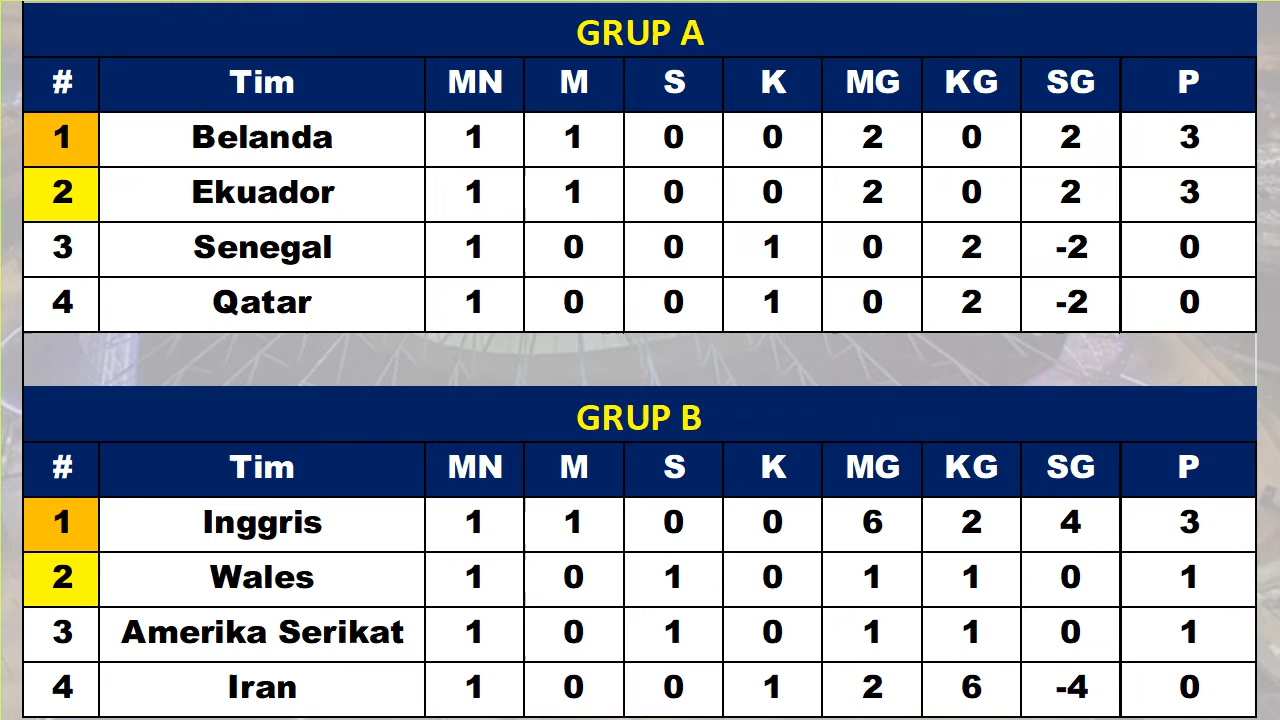 GRUP A
# Tim MN M S K MG KG SG P
1 Belanda 1 1 0 0 2 0 2 3
2 Ekuador 1 1 0 0 2 0 2 3
3 Senegal 1 0 0 1 0 2 -2 0
4 Qatar 1 0 0 1 0 2 -2 0
GRUP B
# Tim MN M S K MG KG SG P
1 Inggris 1 1 0 0 6 2 4 3
2 Wales 1 0 1 0 1 1 0 1
3 Amerika Serikat 1 0 1 0 1 1 0 1
4 Iran 1 0 0 1 2 6 -4 0